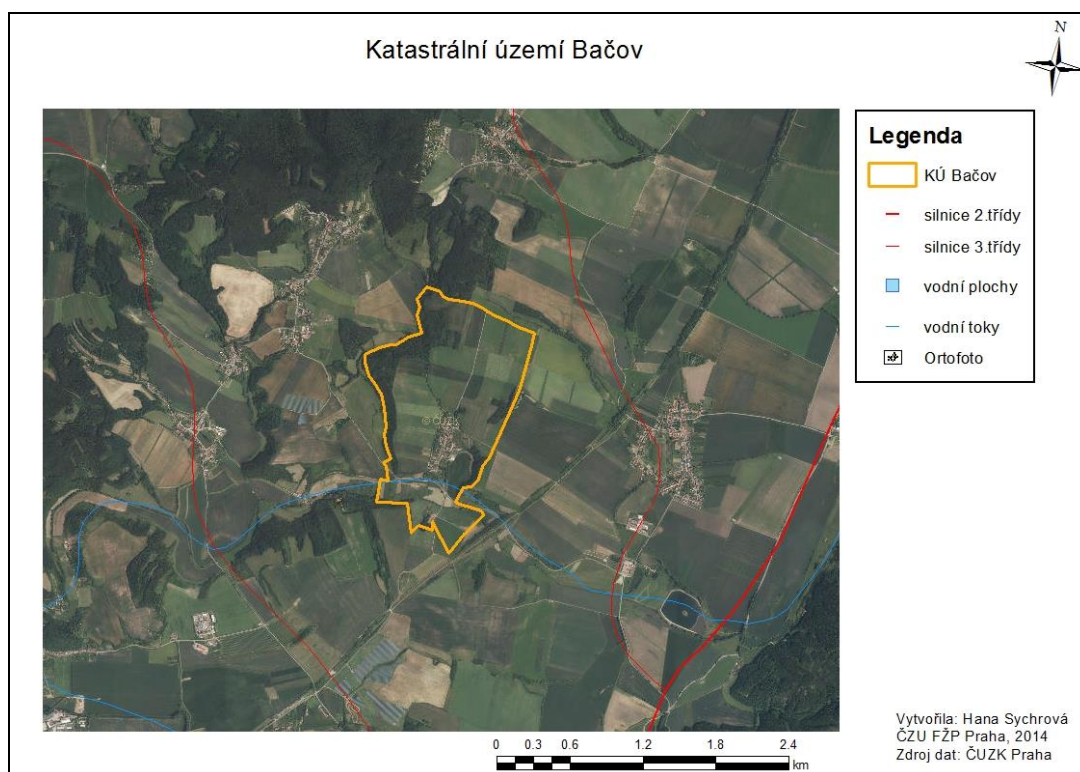 Katastrální území Bačov
N
Legenda
KÚ Bačov
silnice 2.třídy
silnice 3.třídy
vodní plochy
vodní toky
Ortofoto
0 0.3 0.6 1.2 1.8 2.4
km
Vytvořila: Hana Sychrová
ČZU FŽP Praha, 2014
Zdroj dat: ČUZK Praha